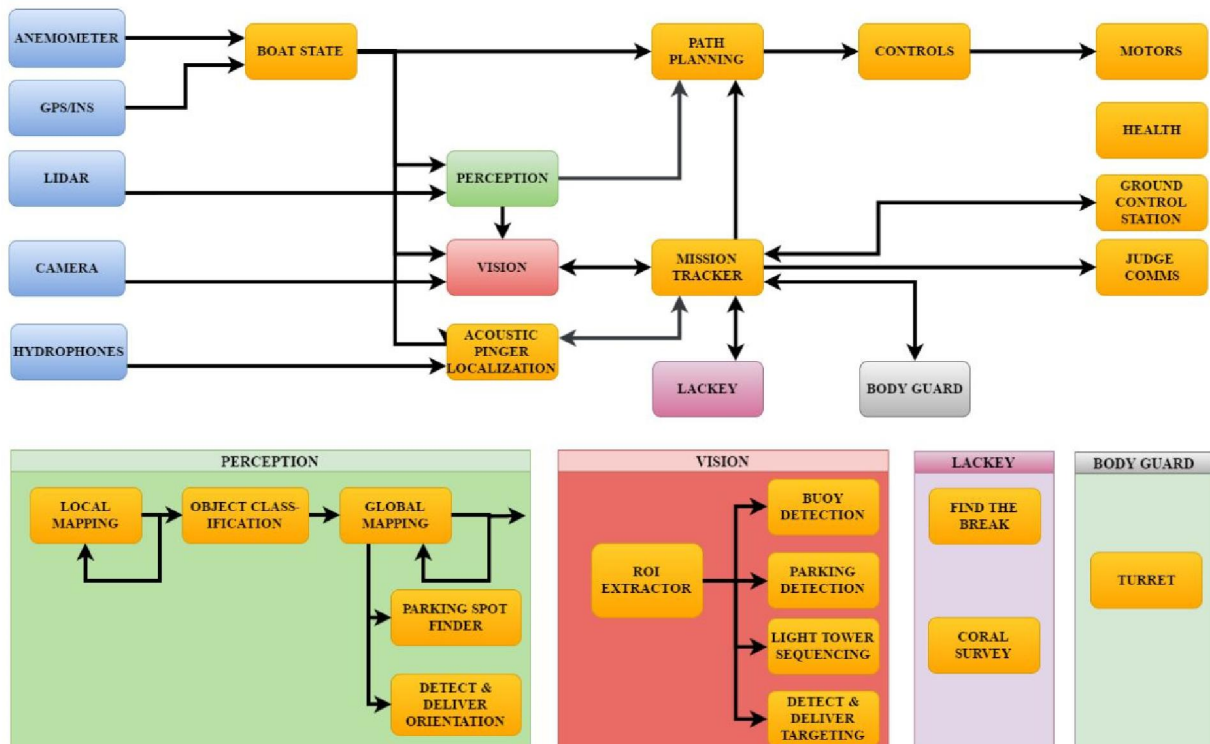 ANEMOMETER
BOAT STATE
PATH
PLANNING
CONTROLS
MOTORS
GPS/INS
HEALTH
LIDAR
PERCEPTION
GROUND
CONTROL
STATION
CAMERA
VISION
MISSION
TRACKER
JUDGE
COMMS
HYDROPHONES
ACOUSTIC
PINGER
LOCALIZATION
LACKEY
BODY GUARD
PERCEPTION
LOCAL
MAPPING
OBJECT CLASS-
IFICATION
GLOBAL
MAPPING
PARKING SPOT
FINDER
DETECT &
DELIVER
ORIENTATION
VISION
ROI
EXTRACTOR
BUOY
DETECTION
PARKING
DETECTION
LIGHT TOWER
SEQUENCING
DETECT &
DELIVER
TARGETING
LACKEY
FIND THE
BREAK
CORAL
SURVEY
BODY GUARD
TURRET